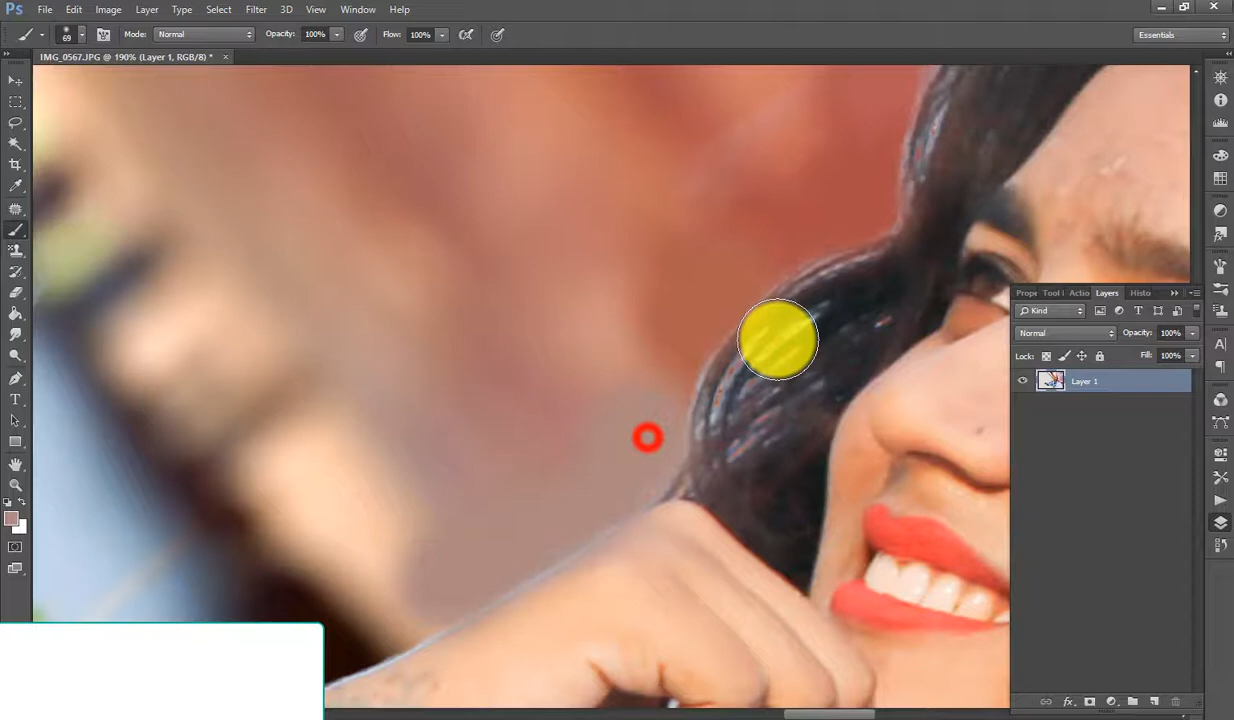 Ps File Edit Image Layer Type Select Filter 3D View Window Help
69 Mode: Normal Opacity: 100% Flow: 100% Essentials
IMG_0567.JPG @ 190% (Layer 1, RGB/8) * ×
Prope Tool I Actio Layers Histo
Kind
Normal Opacity: 100%
Lock: Fill: 100%
Layer 1